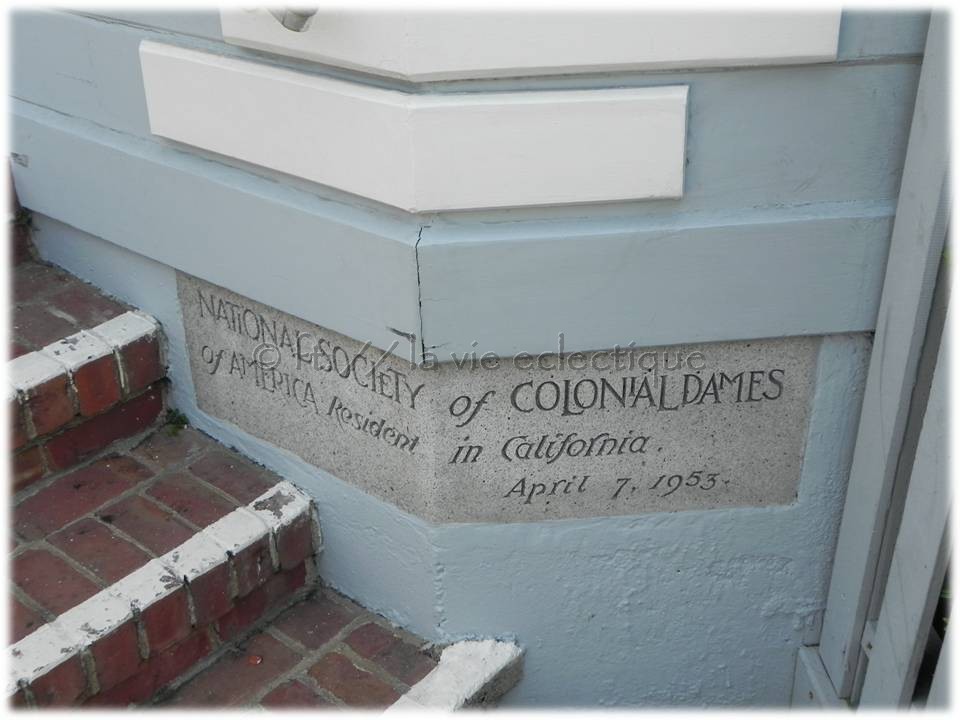 NATIONAL SOCIETY of COLONIAL DAMES
of AMERICA Resident in California.
April 7, 1953.
la vie eclectique